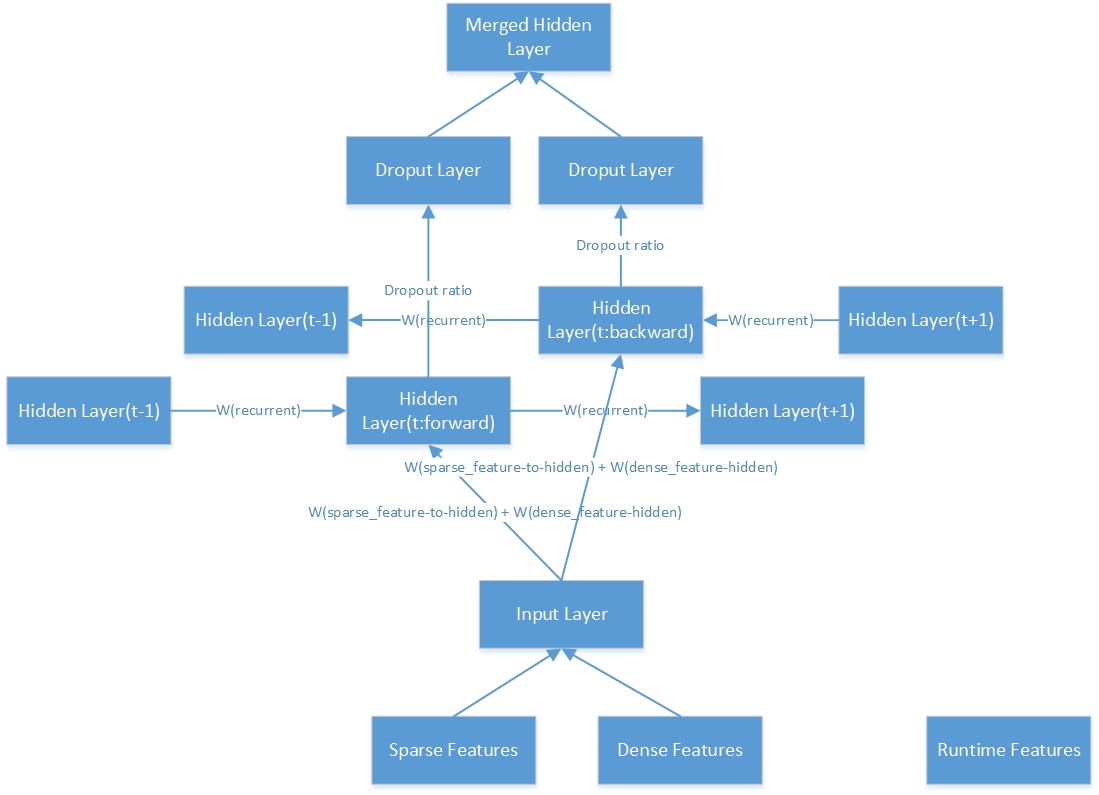 Merged Hidden
Layer
Droput Layer
Droput Layer
Dropout ratio
Dropout ratio
Hidden Layer(t-1)
W(recurrent)
Hidden
Layer(t:backward)
W(recurrent)
Hidden Layer(t+1)
Hidden Layer(t-1)
W(recurrent)
Hidden
Layer(t:forward)
W(recurrent)
Hidden Layer(t+1)
W(sparse_feature-to-hidden) + W(dense_feature-hidden)
W(sparse_feature-to-hidden) + W(dense_feature-hidden)
Input Layer
Sparse Features
Dense Features
Runtime Features